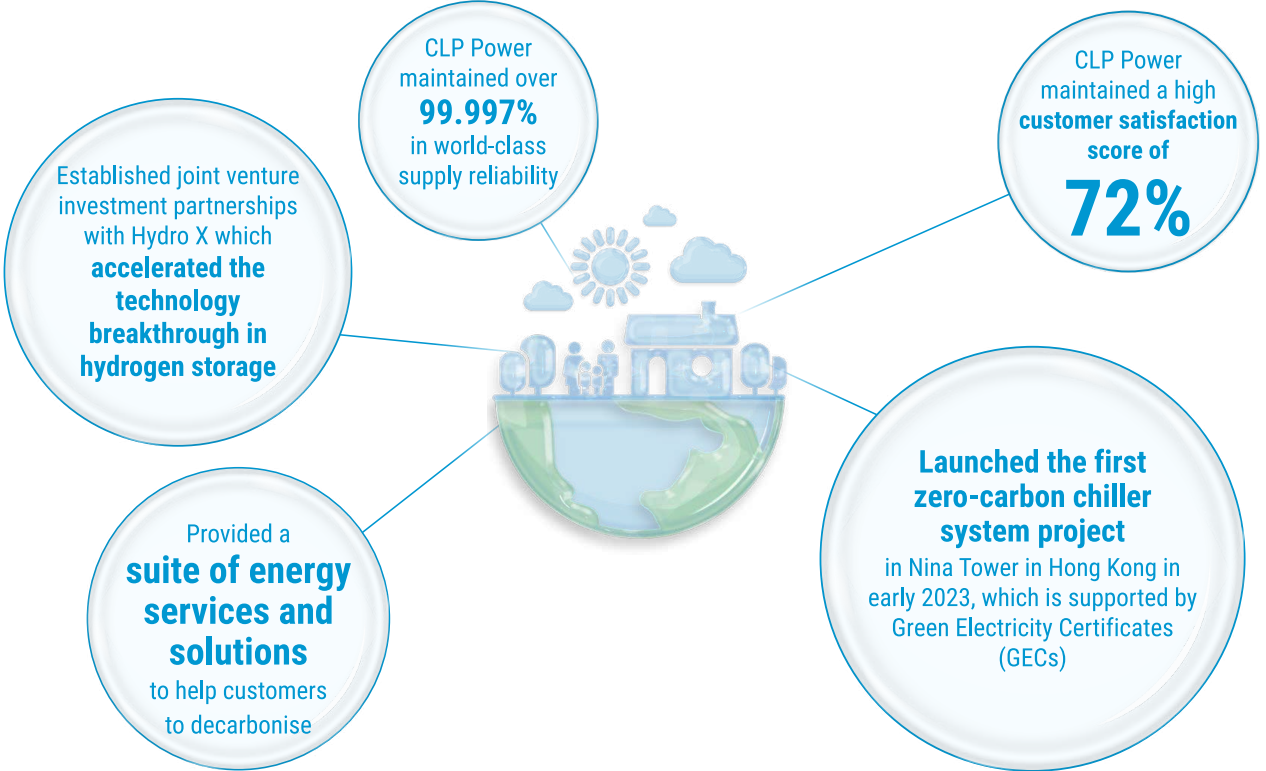 CLP Power
maintained over
99.997%
in world-class
supply reliability
CLP Power
maintained a high
customer satisfaction
score of
72%
Established joint venture
investment partnerships
with Hydro X which
accelerated the
technology
breakthrough in
hydrogen storage
Launched the first
zero-carbon chiller
system project
in Nina Tower in Hong Kong in
early 2023, which is supported by
Green Electricity Certificates
(GECs)
Provided a
suite of energy
services and
solutions
to help customers
to decarbonise